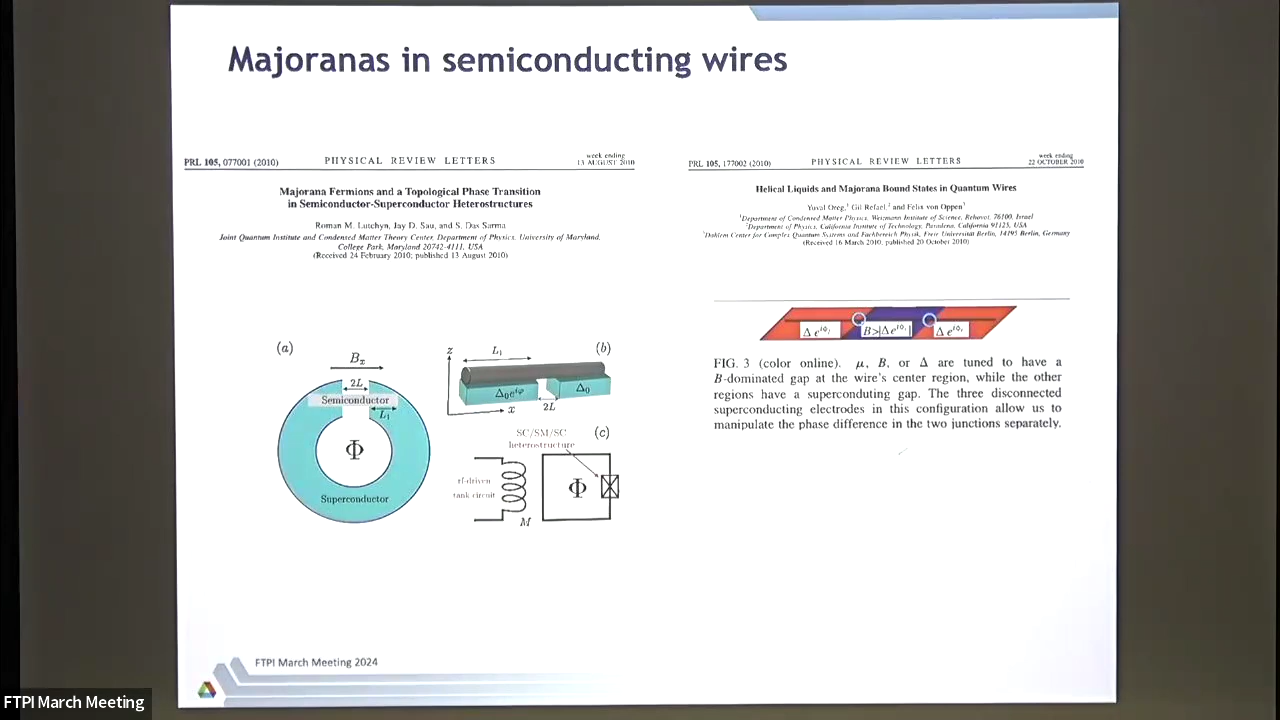 Majoranas in semiconducting wires
PRL 105, 077001 (2010)
PHYSICAL REVIEW LETTERS
week ending
13 AUGUST 2010
Majorana Fermions and a Topological Phase Transition
in Semiconductor-Superconductor Heterostructures
Roman M. Lutchyn, Jay D. Sau, and S. Das Sarma
Joint Quantum Institute and Condensed Matter Theory Center, Department of Physics, University of Maryland,
College Park, Maryland 20742-4111, USA
(Received 24 February 2010; published 13 August 2010)
(a)
B_x
2L
Semiconductor
L_1
Φ
Superconductor
(b)
z
L_1
Δ_0e^{iφ}
Δ_0
x
2L
(c)
SC/SM/SC
heterostructure
rf-driven
tank circuit
M
Φ
PRL 105, 177002 (2010)
PHYSICAL REVIEW LETTERS
week ending
22 OCTOBER 2010
Helical Liquids and Majorana Bound States in Quantum Wires
Yuval Oreg,1 Gil Refael,2 and Felix von Oppen3
1Department of Condensed Matter Physics, Weizmann Institute of Science, Rehovot, 76100, Israel
2Department of Physics, California Institute of Technology, Pasadena, California 91125, USA
3Dahlem Center for Complex Quantum Systems and Fachbereich Physik, Freie Universität Berlin, 14195 Berlin, Germany
(Received 16 March 2010; published 20 October 2010)
FIG. 3 (color online). μ, B, or Δ are tuned to have a
B-dominated gap at the wire's center region, while the other
regions have a superconduting gap. The three disconnected
superconducting electrodes in this configuration allow us to
manipulate the phase difference in the two junctions separately.
FTPI March Meeting 2024
FTPI March Meeting